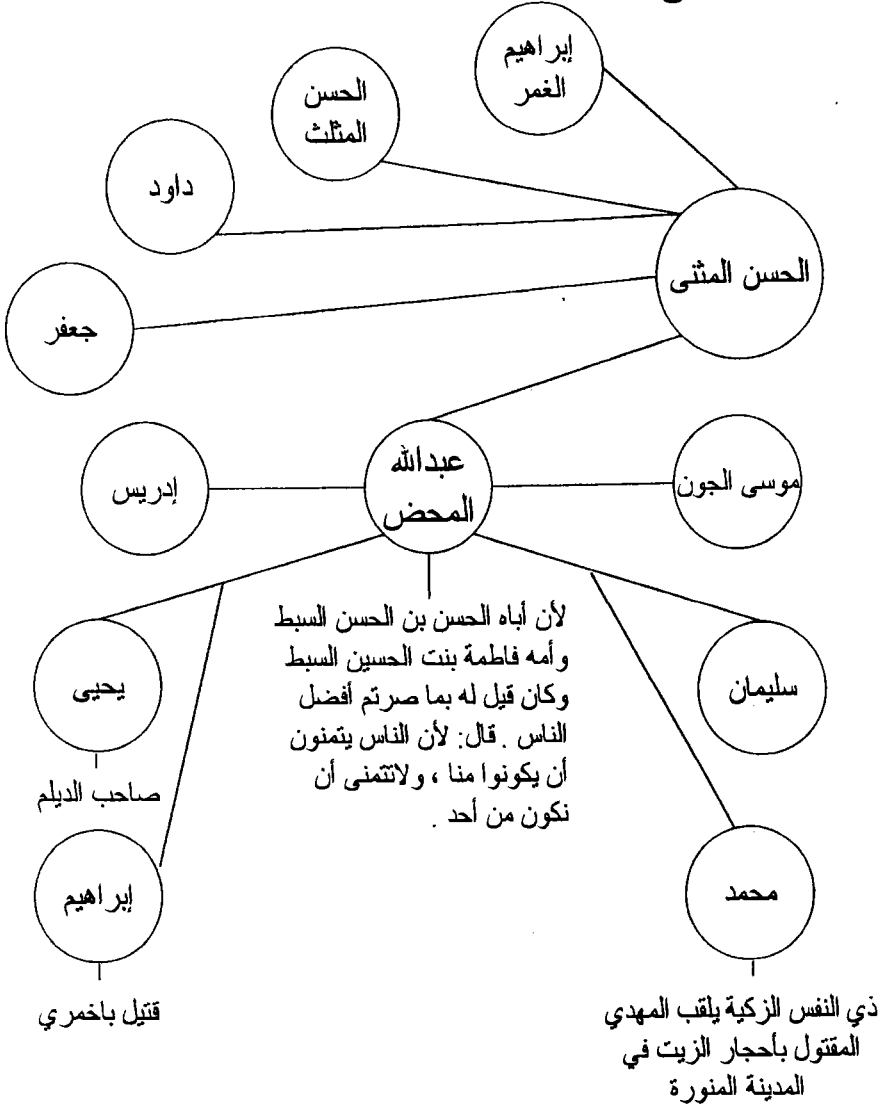 إبراهيم
الغمر
الحسن
المثلث
داود
الحسن المثنى
جعفر
عبدالله
المحض
موسى الجون
إدريس
لأن أباه الحسن بن الحسن السبط
وأمه فاطمة بنت الحسين السبط
وكان قيل له بما صرتم أفضل
الناس . قال: لأن الناس يتمنون
أن يكونوا منا ، ولانتمنى أن
نكون من أحد .
سليمان
يحيى
صاحب الديلم
محمد
إبراهيم
ذي النفس الزكية يلقب المهدي
المقتول بأحجار الزيت في
المدينة المنورة
قتيل باخمري